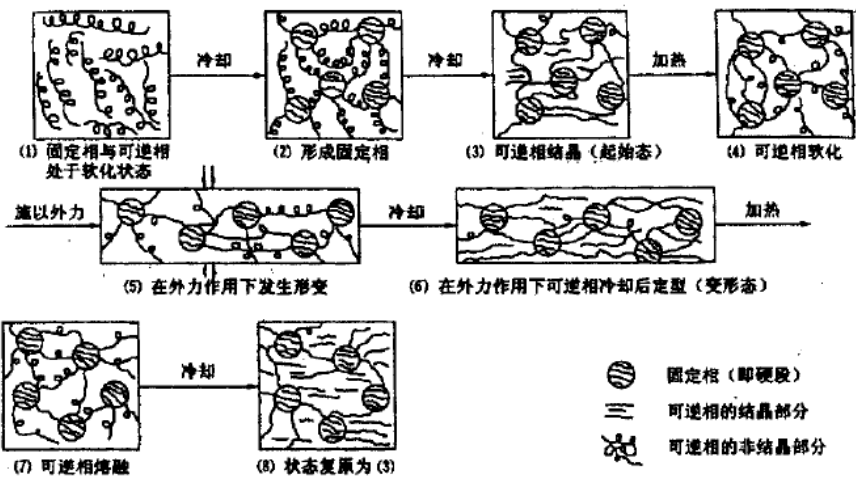 冷却
冷却
加热
(1) 固定相与可逆相
处于软化状态
(2) 形成固定相
(3) 可逆相结晶（起始态）
(4) 可逆相软化
施以外力
冷却
加热
(5) 在外力作用下发生形变
(6) 在外力作用下可逆相冷却后定型（变形态）
冷却
固定相（即硬段）
可逆相的结晶部分
可逆相的非结晶部分
(7) 可逆相熔融
(8) 状态复原为 (3)